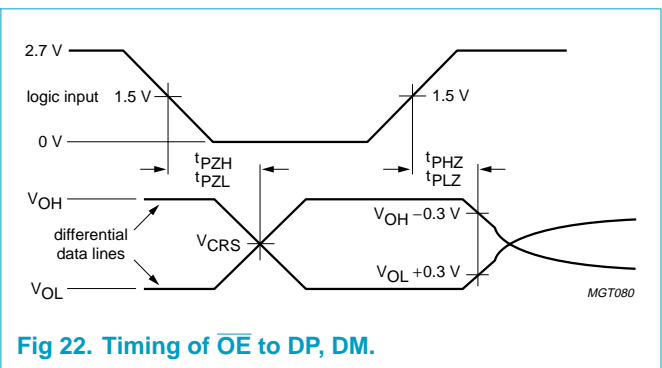 2.7 V
logic input 1.5 V
1.5 V
0 V
tPZH
tPZL
tPHZ
tPLZ
VOH
VOH −0.3 V
differential
data lines
VCRS
VOL +0.3 V
VOL
MGT080
Fig 22. Timing of O̅E̅ to DP, DM.